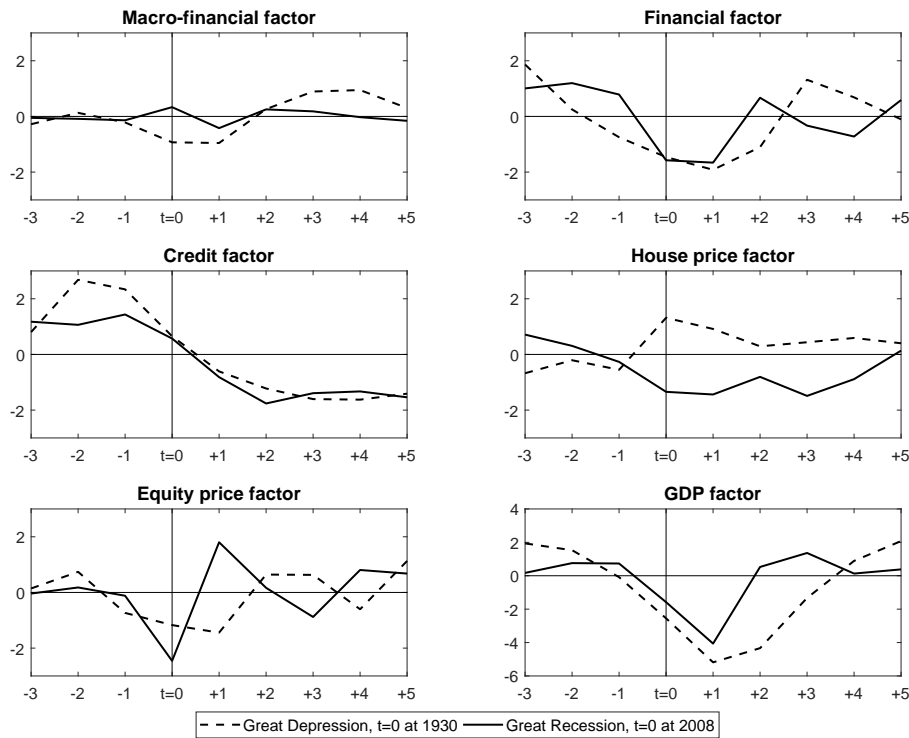 Macro-financial factor
2
0
-2
-3 -2 -1 t=0 +1 +2 +3 +4 +5
Financial factor
2
0
-2
-3 -2 -1 t=0 +1 +2 +3 +4 +5
Credit factor
2
0
-2
-3 -2 -1 t=0 +1 +2 +3 +4 +5
House price factor
2
0
-2
-3 -2 -1 t=0 +1 +2 +3 +4 +5
Equity price factor
2
0
-2
-3 -2 -1 t=0 +1 +2 +3 +4 +5
GDP factor
4
2
0
-2
-4
-6
-3 -2 -1 t=0 +1 +2 +3 +4 +5
Great Depression, t=0 at 1930 Great Recession, t=0 at 2008